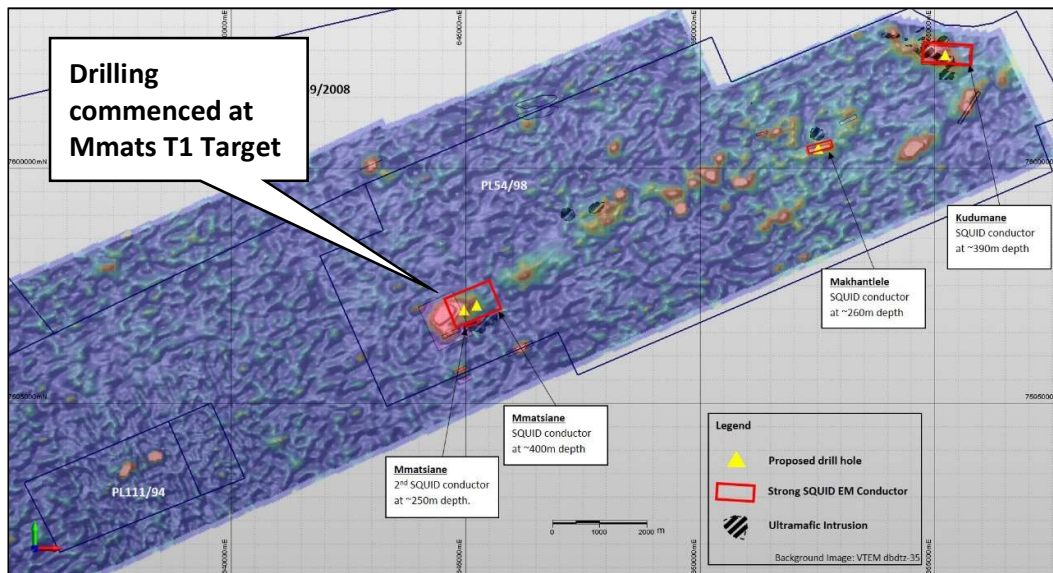 Drilling
commenced at
Mmats T1 Target
9/2008
PL54/98
PL111/94
Kudumane
SQUID conductor
at ~390m depth
Makhantlele
SQUID conductor
at ~260m depth
Mmatsiane
SQUID conductor
at ~400m depth
Mmatsiane
2nd SQUID conductor
at ~250m depth.
Legend
Proposed drill hole
Strong SQUID EM Conductor
Ultramafic Intrusion
Background Image: VTEM dbdtz-35
0 1000 2000 m
7600000mN